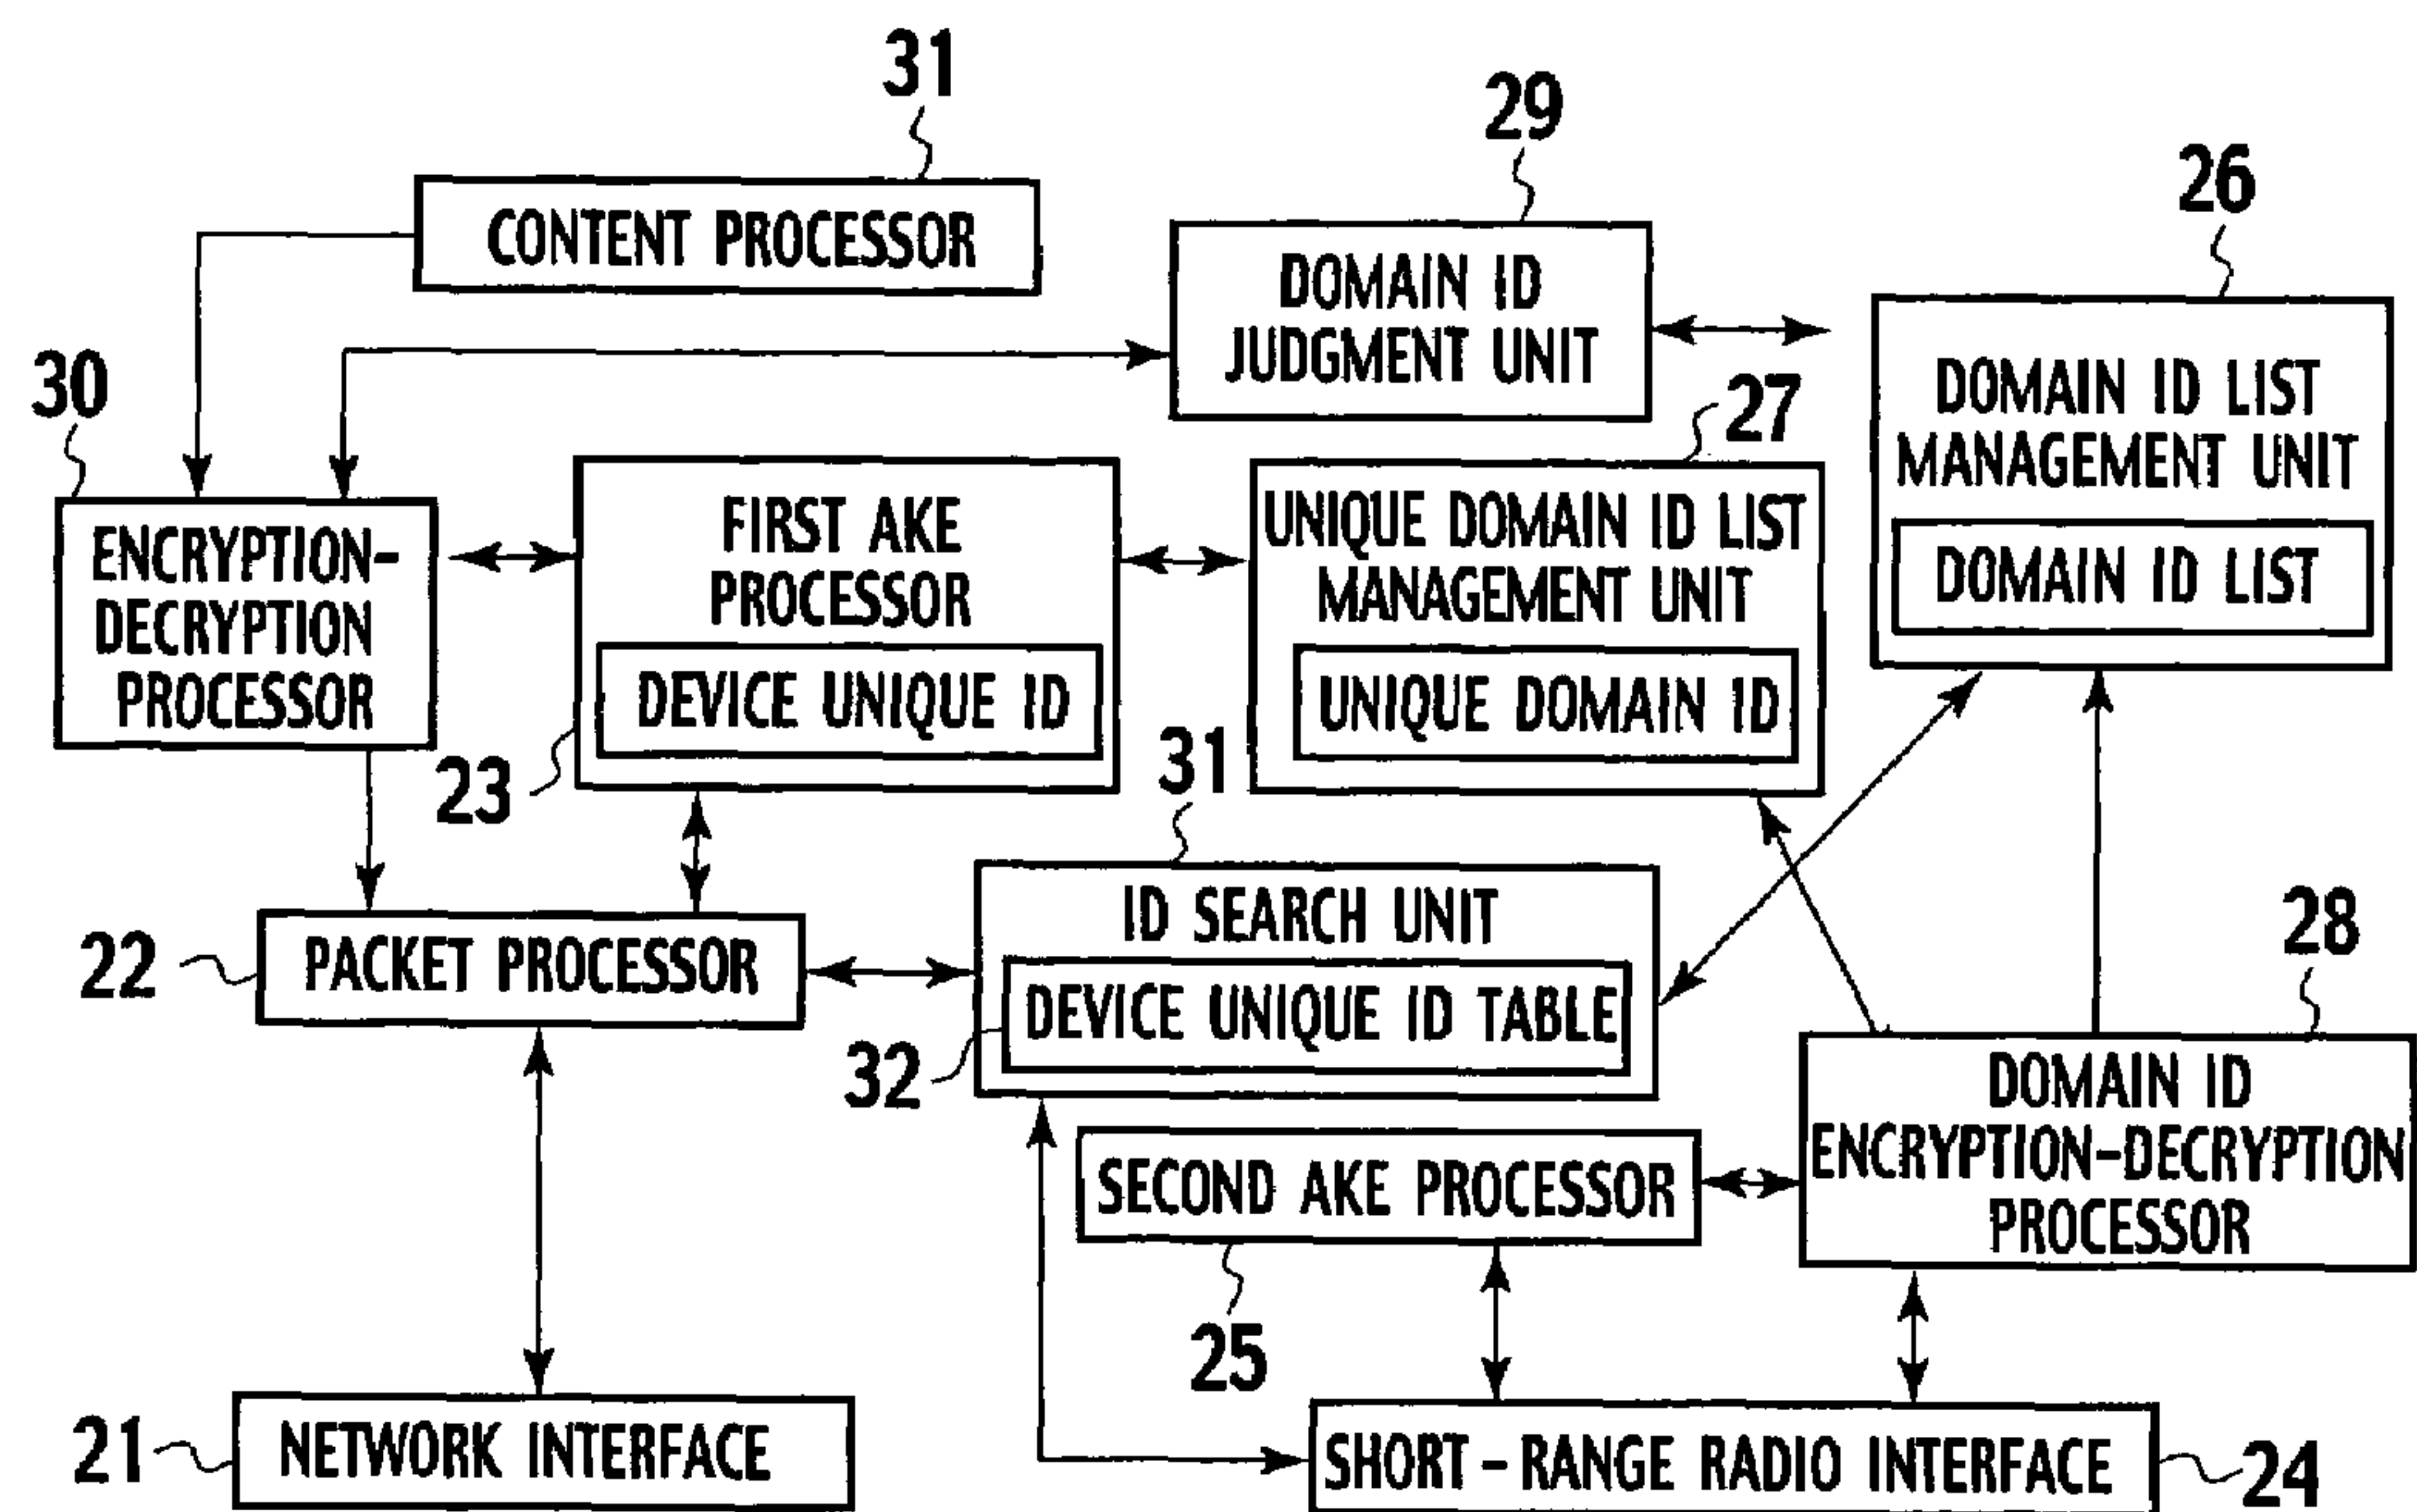 31
29
26
CONTENT PROCESSOR
DOMAIN ID
JUDGMENT UNIT
30
27
DOMAIN ID LIST
MANAGEMENT UNIT
DOMAIN ID LIST
ENCRYPTION-
DECRYPTION
PROCESSOR
FIRST AKE
PROCESSOR
DEVICE UNIQUE ID
23
UNIQUE DOMAIN ID LIST
MANAGEMENT UNIT
UNIQUE DOMAIN ID
31
22
PACKET PROCESSOR
ID SEARCH UNIT
DEVICE UNIQUE ID TABLE
32
28
DOMAIN ID
ENCRYPTION-DECRYPTION
PROCESSOR
SECOND AKE PROCESSOR
25
21
NETWORK INTERFACE
SHORT-RANGE RADIO INTERFACE
24